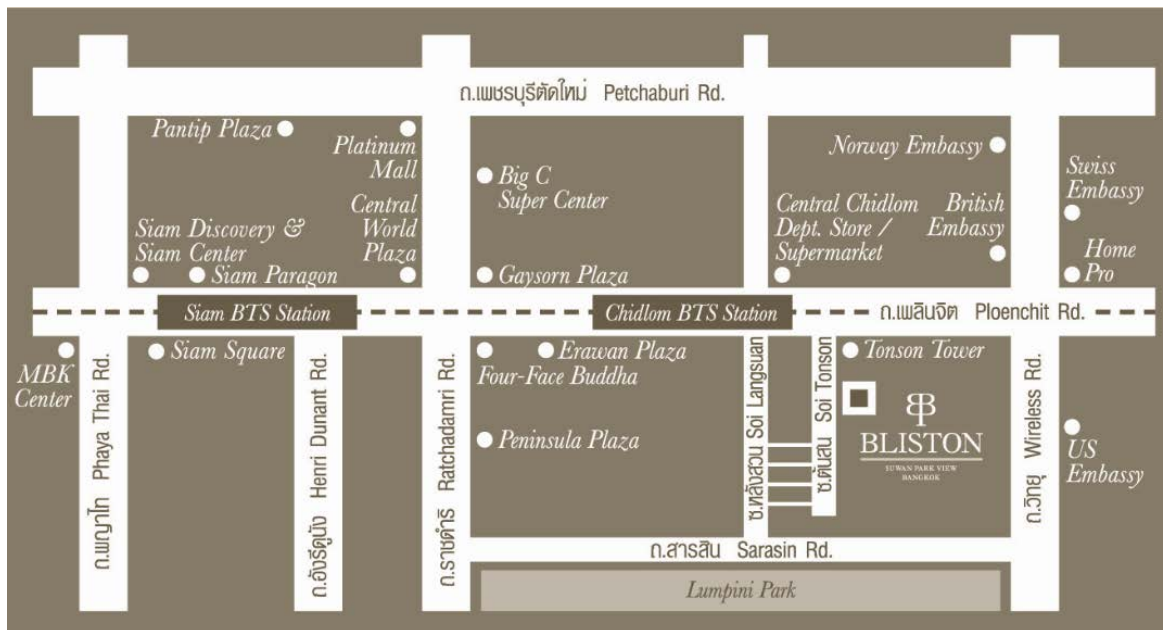 ถ.เพชรบุรีตัดใหม่ Petchaburi Rd.
Pantip Plaza
Platinum
Mall
Big C
Super Center
Norway Embassy
Swiss
Embassy
Siam Discovery &
Siam Center
Siam Paragon
Central
World
Plaza
Gaysorn Plaza
Central Chidlom
Dept. Store /
Supermarket
British
Embassy
Home
Pro
Siam BTS Station
Chidlom BTS Station
ถ.เพลินจิต Ploenchit Rd.
MBK
Center
ถ.พญาไท Phaya Thai Rd.
Siam Square
ถ.อังรีดูนัง Henri Dunant Rd.
ถ.ราชดำริ Ratchadamri Rd.
Erawan Plaza
Four-Face Buddha
Peninsula Plaza
ซ.หลังสวน Soi Langsuan
ซ.ต้นสน Soi Tonson
Tonson Tower
BLISTON
SUWAN PARK VIEW
BANGKOK
ถ.วิทยุ Wireless Rd.
US
Embassy
ถ.สารสิน Sarasin Rd.
Lumpini Park